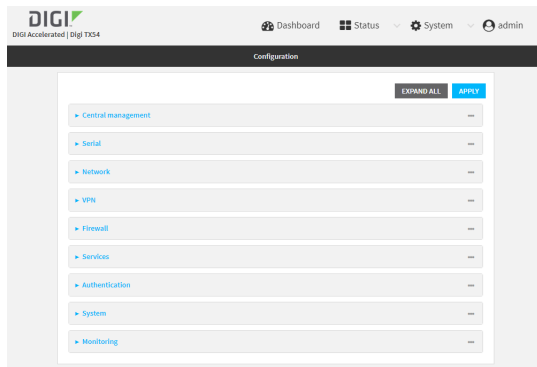 DIGI
DIGI Accelerated | Digi TX54
Dashboard Status System admin
Configuration
EXPAND ALL APPLY
Central management
Serial
Network
VPN
Firewall
Services
Authentication
System
Monitoring